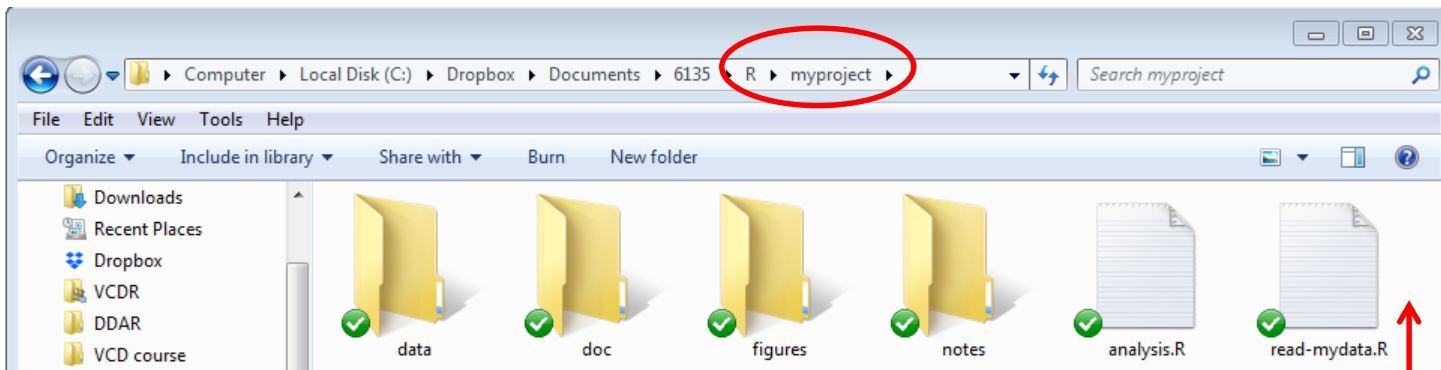 Computer ▸ Local Disk (C:) ▸ Dropbox ▸ Documents ▸ 6135 ▸ R ▸ myproject ▸ Search myproject
File Edit View Tools Help
Organize ▾ Include in library ▾ Share with ▾ Burn New folder
Downloads
Recent Places
Dropbox
VCDR
DDAR
VCD course
data doc figures notes analysis.R read-mydata.R